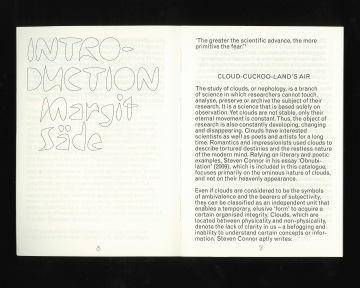 INTRO-
DUCTION
Margit
Säde
'The greater the scientific advance, the more
primitive the fear.'¹
CLOUD-CUCKOO-LAND'S AIR
The study of clouds, or nephology, is a branch
of science in which researchers cannot touch,
analyse, preserve or archive the subject of their
research. It is a science that is based solely on
observation. Yet clouds are not stable, only their
eternal movement is constant. Thus, the object of
research is also constantly developing, changing
and disappearing. Clouds have interested
scientists as well as poets and artists for a long
time. Romantics and impressionists used clouds to
describe tortured destinies and the restless nature
of the modern mind. Relying on literary and poetic
examples, Steven Connor in his essay 'Obnubi-
lation' (2009), which is included in this catalogue,
focuses primarily on the ominous nature of clouds,
and not on their heavenly appearance.
Even if clouds are considered to be the symbols
of ambivalence and the bearers of subjectivity,
they can be classified as an independent unit that
enables a temporary, elusive 'form' to acquire a
certain organised integrity. Clouds, which are
located between physicality and non-physicality,
denote the lack of clarity in us – a befogging and
inability to understand certain concepts or infor-
mation. Steven Connor aptly writes: